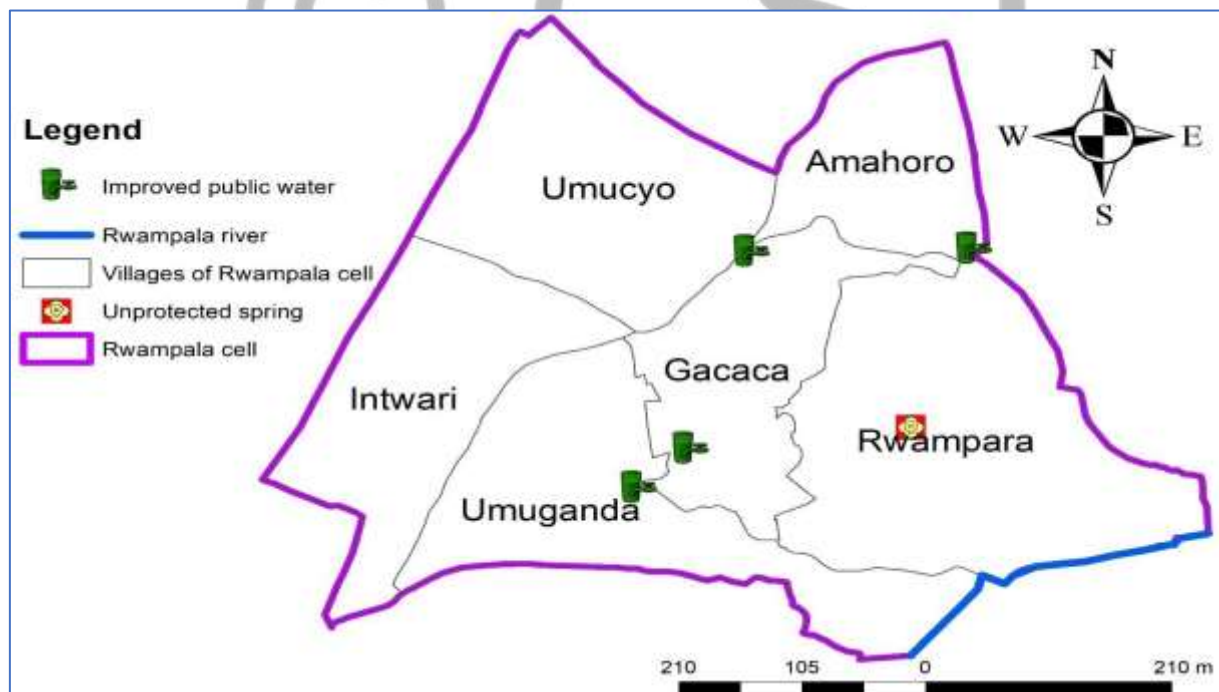 N
W E
S
Legend
Improved public water
Rwampala river
Villages of Rwampala cell
Unprotected spring
Rwampala cell
Amahoro
Umucyo
Gacaca
Intwari
Rwampara
Umuganda
210 105 0 210 m